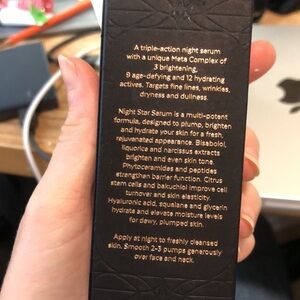 A triple-action night serum
with a unique Meta Complex of
3 brightening,
9 age-defying and 12 hydrating
actives. Targets fine lines, wrinkles,
dryness and dullness.
Night Star Serum is a multi-potent
formula, designed to plump, brighten
and hydrate your skin for a fresh,
rejuvenated appearance. Bisabolol,
liquorice and narcissus extracts
brighten and even skin tone.
Phytoceramides and peptides
strengthen barrier function. Citrus
stem cells and bakuchiol improve cell
turnover and skin elasticity.
Hyaluronic acid, squalane and glycerin
hydrate and elevate moisture levels
for dewy, plumped skin.
Apply at night to freshly cleansed
skin. Smooth 2-3 pumps generously
over face and neck.